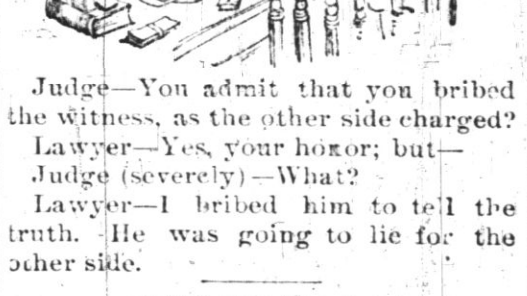 Judge—You admit that you bribed
the witness, as the other side charged?
Lawyer—Yes, your honor; but—
Judge (severely)—What?
Lawyer—I bribed him to tell the
truth. He was going to lie for the
other side.